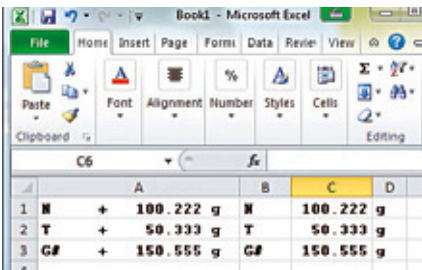 Book1 - Microsoft Excel
File Home Insert Page Form Data Review View
Paste Font Alignment Number Styles Cells
Clipboard Editing
C6 fx
A B C D
1 N + 100.222 g N 100.222 g
2 T + 50.333 g T 50.333 g
3 G# + 150.555 g G# 150.555 g